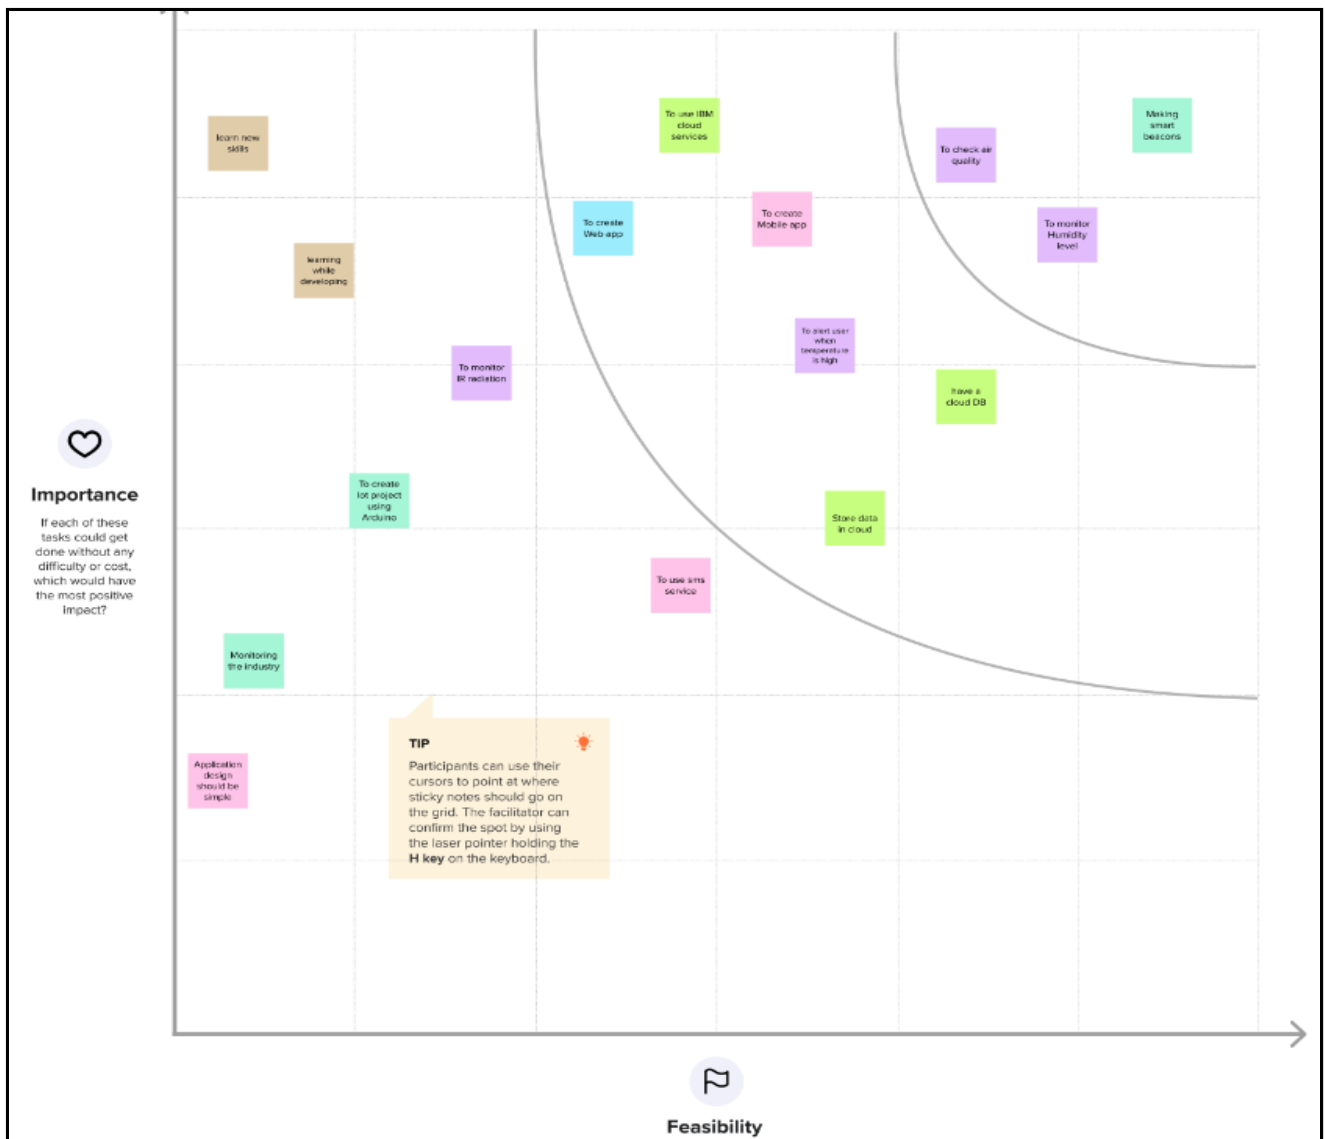 learn new
skills
To use IBM
cloud
services
To check air
quality
Making
smart
beacons
To create
Web app
To create
Mobile app
To monitor
Humidity
level
learning
while
developing
To alert user
when
temperature
is high
To monitor
IR radiation
have a
cloud DB
To create
Iot project
using
Arduino
Store data
in cloud
Importance
If each of these
tasks could get
done without any
difficulty or cost,
which would have
the most positive
impact?
To use sms
service
Monitoring
the industry
Application
design
should be
simple
TIP
Participants can use their
cursors to point at where
sticky notes should go on
the grid. The facilitator can
confirm the spot by using
the laser pointer holding the
H key on the keyboard.
Feasibility